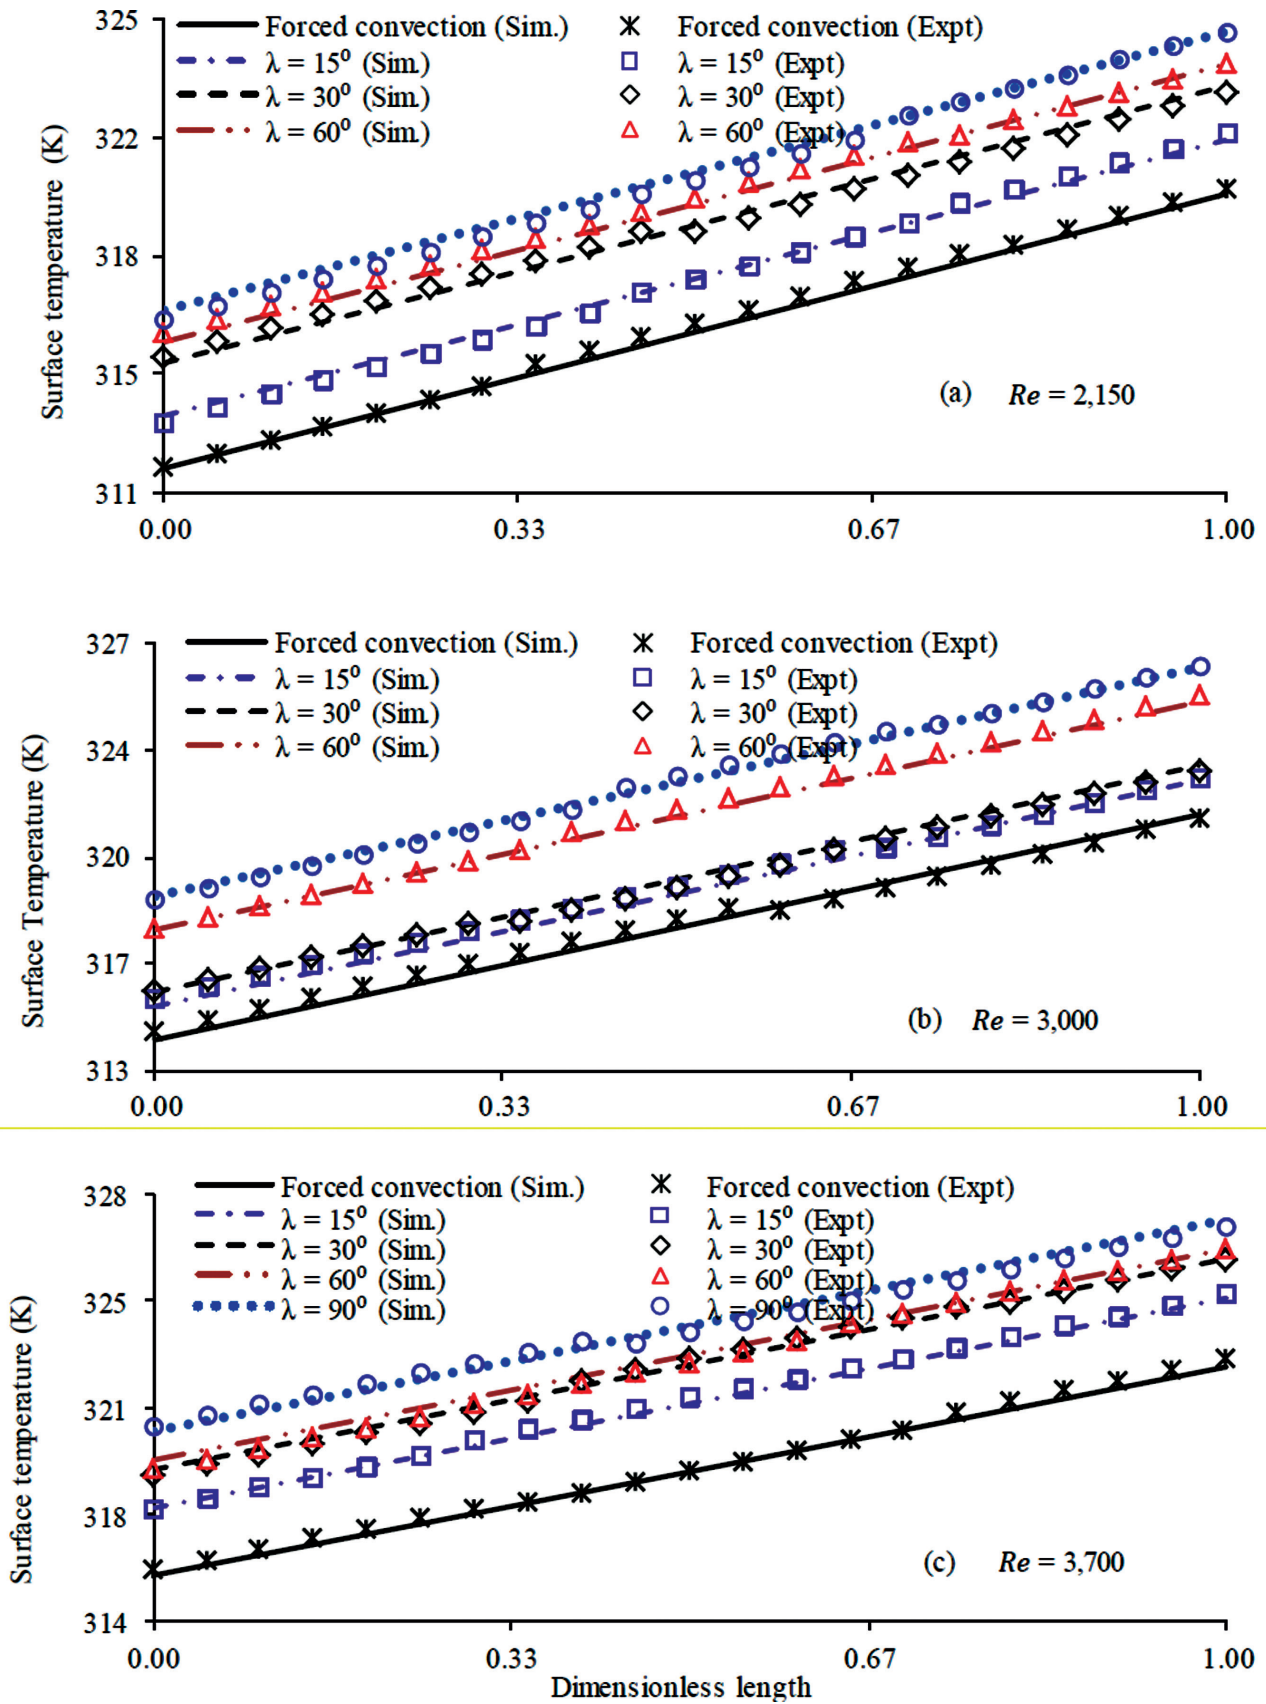 325
Forced convection (Sim.) Forced convection (Expt)
λ = 15⁰ (Sim.) λ = 15⁰ (Expt)
λ = 30⁰ (Sim.) λ = 30⁰ (Expt)
λ = 60⁰ (Sim.) λ = 60⁰ (Expt)
322
318
315
311
Surface temperature (K)
(a) Re = 2,150
0.00 0.33 0.67 1.00
327
Forced convection (Sim.) Forced convection (Expt)
λ = 15⁰ (Sim.) λ = 15⁰ (Expt)
λ = 30⁰ (Sim.) λ = 30⁰ (Expt)
λ = 60⁰ (Sim.) λ = 60⁰ (Expt)
324
320
317
313
Surface Temperature (K)
(b) Re = 3,000
0.00 0.33 0.67 1.00
328
Forced convection (Sim.) Forced convection (Expt)
λ = 15⁰ (Sim.) λ = 15⁰ (Expt)
λ = 30⁰ (Sim.) λ = 30⁰ (Expt)
λ = 60⁰ (Sim.) λ = 60⁰ (Expt)
λ = 90⁰ (Sim.) λ = 90⁰ (Expt)
325
321
318
314
Surface temperature (K)
(c) Re = 3,700
0.00 0.33 0.67 1.00
Dimensionless length